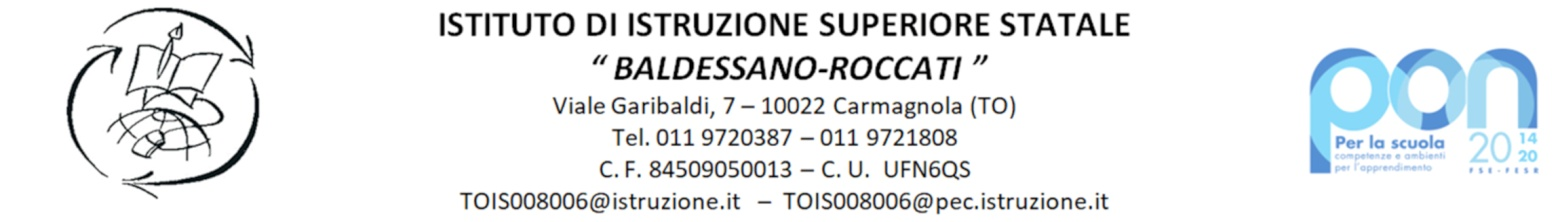 ISTITUTO DI ISTRUZIONE SUPERIORE STATALE
“ BALDESSANO-ROCCATI ”
Viale Garibaldi, 7 – 10022 Carmagnola (TO)
Tel. 011 9720387 – 011 9721808
C. F. 84509050013 – C. U.  UFN6QS
TOIS008006@istruzione.it  –  TOIS008006@pec.istruzione.it
pon
Per la scuola
competenze e ambienti
per l'apprendimento
2014
20
FSE-FESR